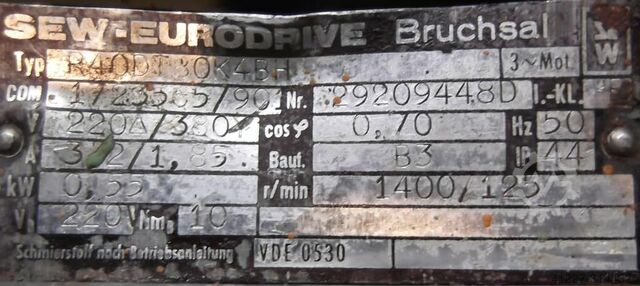 SEW-EURODRIVE Bruchsal
Typ R40DT80K4BH 3~Mot.
COM 1723565/901 Nr. 29209448D I.-KL.
V 220Δ/380Y cos φ 0,70 Hz 50
A 3,2/1,85 Bauf. B3 IP 44
kW 0,55 r/min 1400/125
V 220 Nm 10
Schmierstoff nach Betriebsanleitung VDE 0530